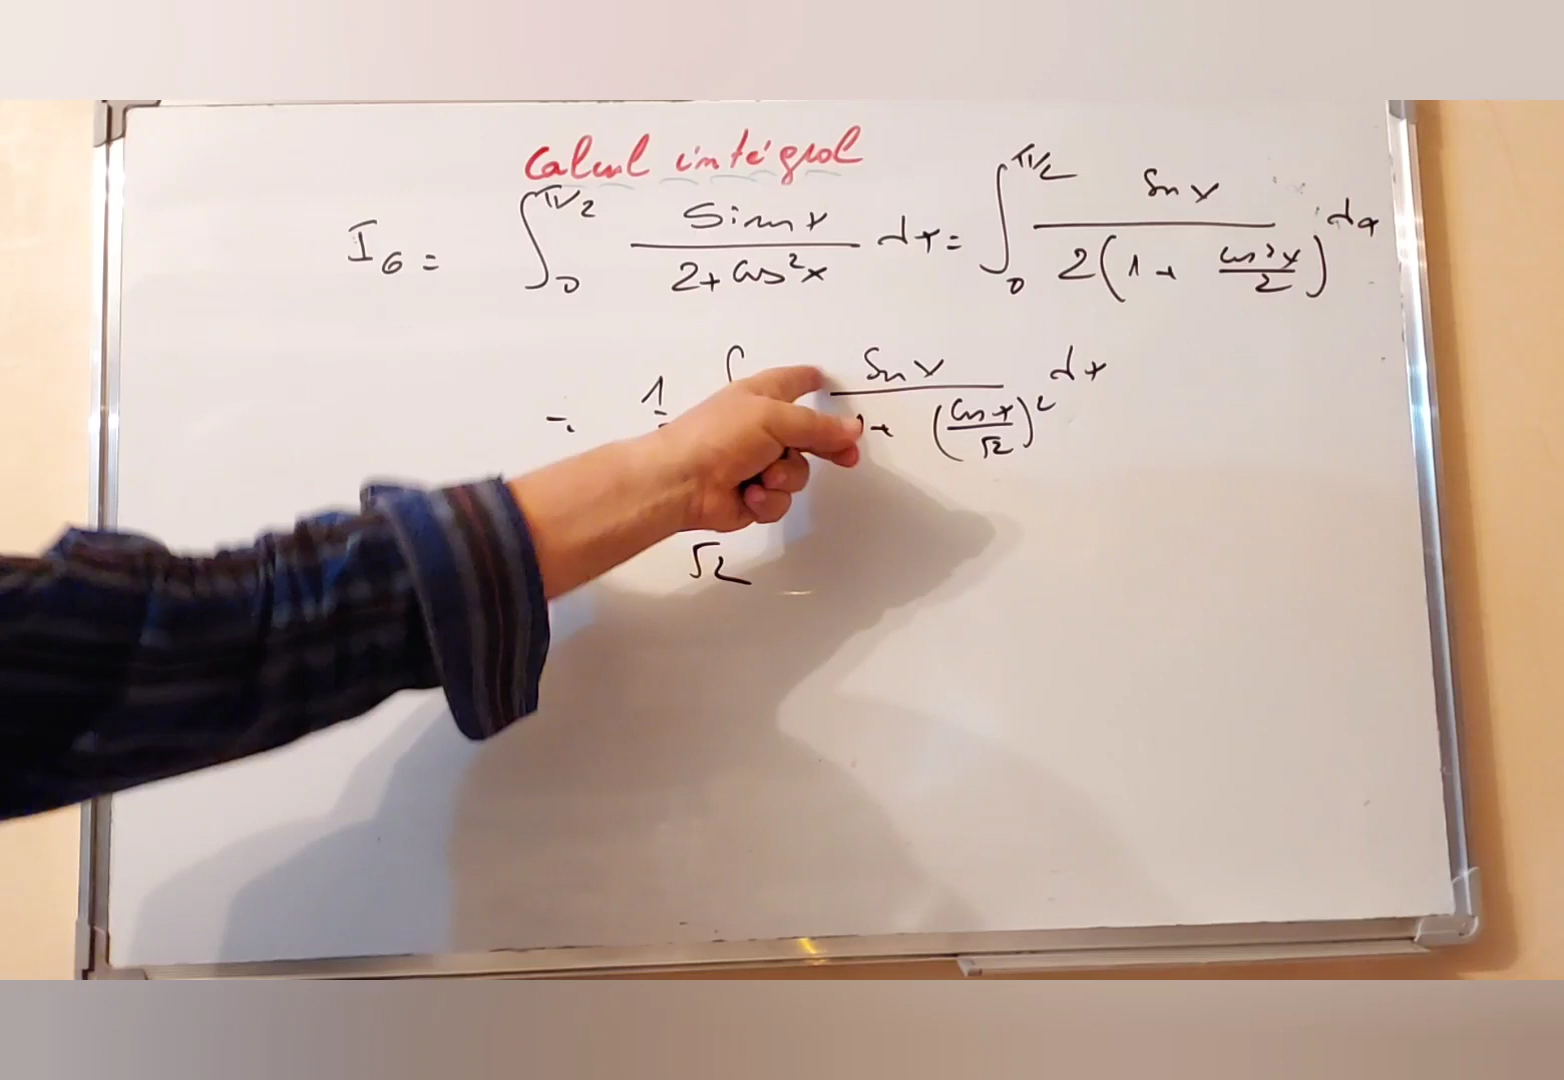 Calcul intégral
I₆ = ∫₀^π/2 sin x / (2 + cos²x) dx = ∫₀^π/2 sin x / (2(1 + cos²x/2)) dx
= 1/ ∫ sin x / (1 + (cos x/√2)²) dx
√2